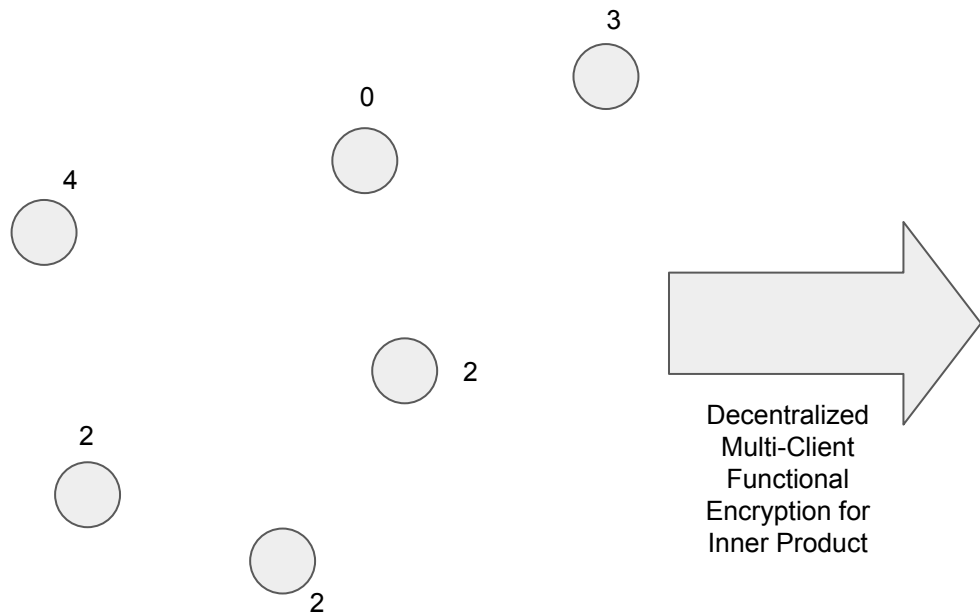 3
0
4
2
2
2
Decentralized
Multi-Client
Functional
Encryption for
Inner Product